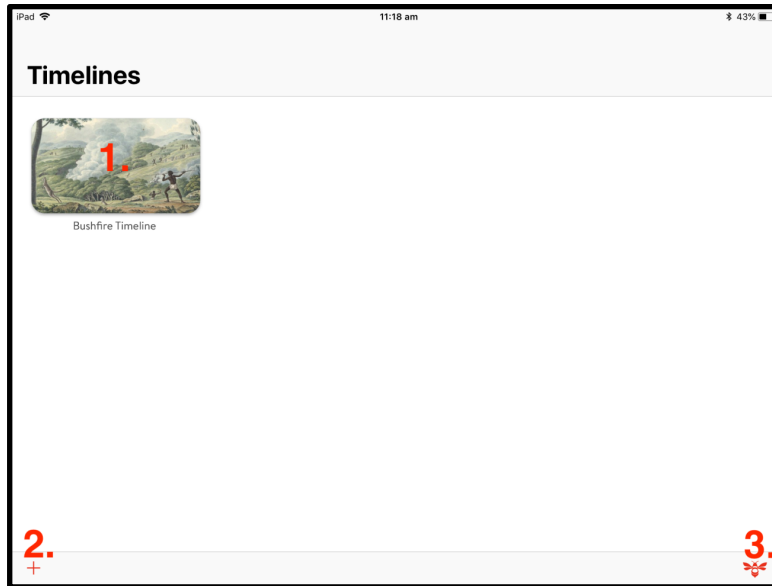 iPad 11:18 am 43%
Timelines
1.
Bushfire Timeline
2. 3.
+